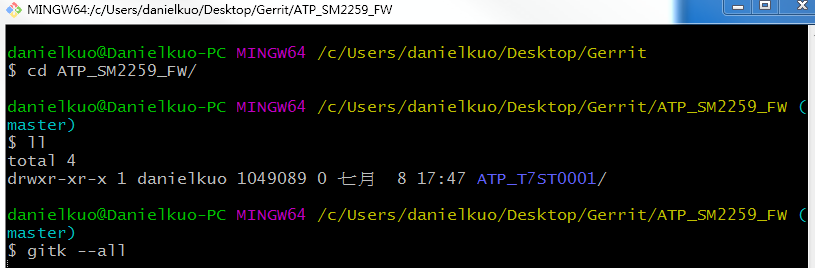 MINGW64:/c/Users/danielkuo/Desktop/Gerrit/ATP_SM2259_FW
danielkuo@Danielkuo-PC MINGW64 /c/Users/danielkuo/Desktop/Gerrit
$ cd ATP_SM2259_FW/
danielkuo@Danielkuo-PC MINGW64 /c/Users/danielkuo/Desktop/Gerrit/ATP_SM2259_FW (
master)
$ ll
total 4
drwxr-xr-x 1 danielkuo 1049089 0 七月  8 17:47 ATP_T7ST0001/
danielkuo@Danielkuo-PC MINGW64 /c/Users/danielkuo/Desktop/Gerrit/ATP_SM2259_FW (
master)
$ gitk --all